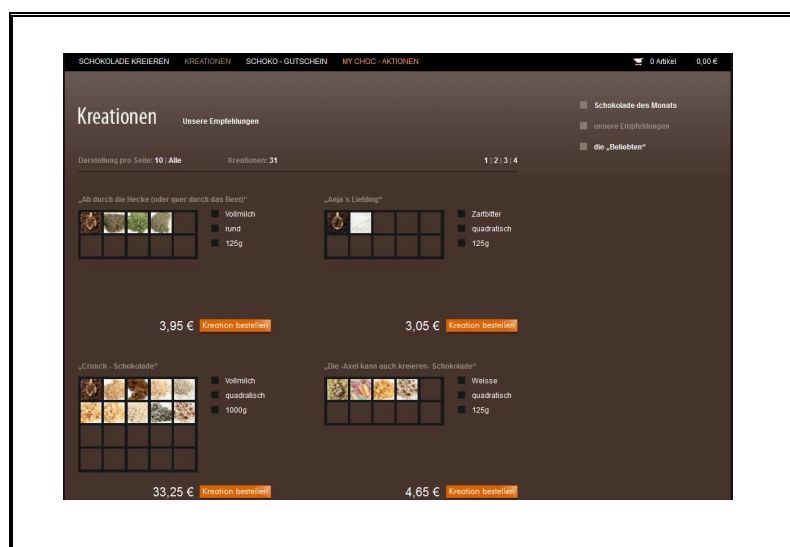 SCHOKOLADE KREIEREN KREATIONEN SCHOKO - GUTSCHEIN MY CHOC - AKTIONEN 0 Artikel 0,00 €
Kreationen Unsere Empfehlungen
Schokolade des Monats
unsere Empfehlungen
die „Beliebten“
Darstellung pro Seite: 10 | Alle Kreationen: 31 1 | 2 | 3 | 4
„Ab durch die Hecke (oder quer durch das Beet)“
Vollmilch
rund
125g
3,95 € Kreation bestellen
„Anja´s Liebling“
Zartbitter
quadratisch
125g
3,05 € Kreation bestellen
„Crunch - Schokolade“
Vollmilch
quadratisch
1000g
33,25 € Kreation bestellen
„Die -Axel kann auch kreieren- Schokolade“
Weisse
quadratisch
125g
4,65 € Kreation bestellen